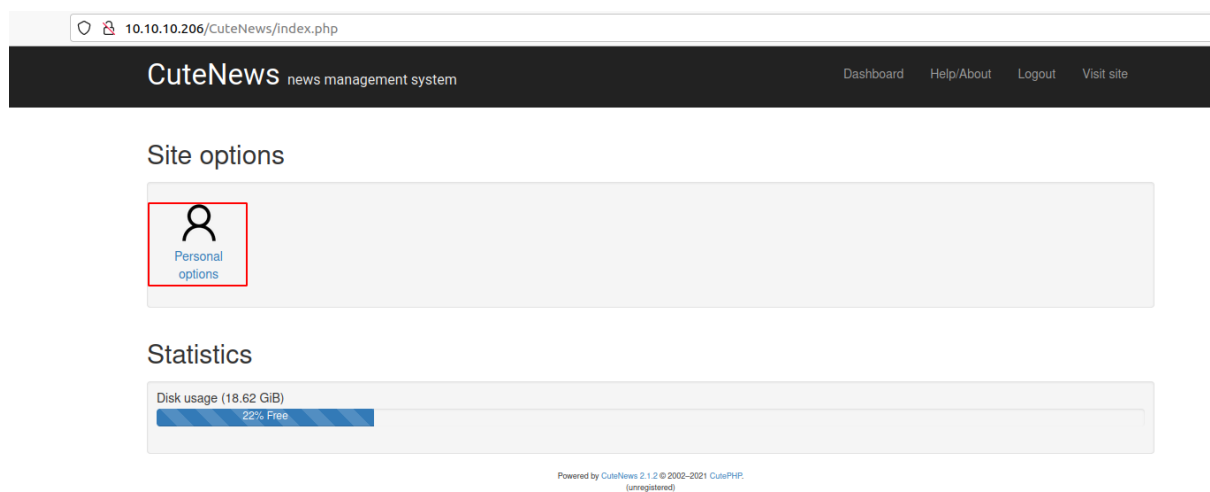 10.10.10.206/CuteNews/index.php
CuteNews news management system
Dashboard Help/About Logout Visit site
Site options
Personal
options
Statistics
Disk usage (18.62 GiB)
22% Free
Powered by CuteNews 2.1.2 © 2002–2021 CutePHP.
(unregistered)